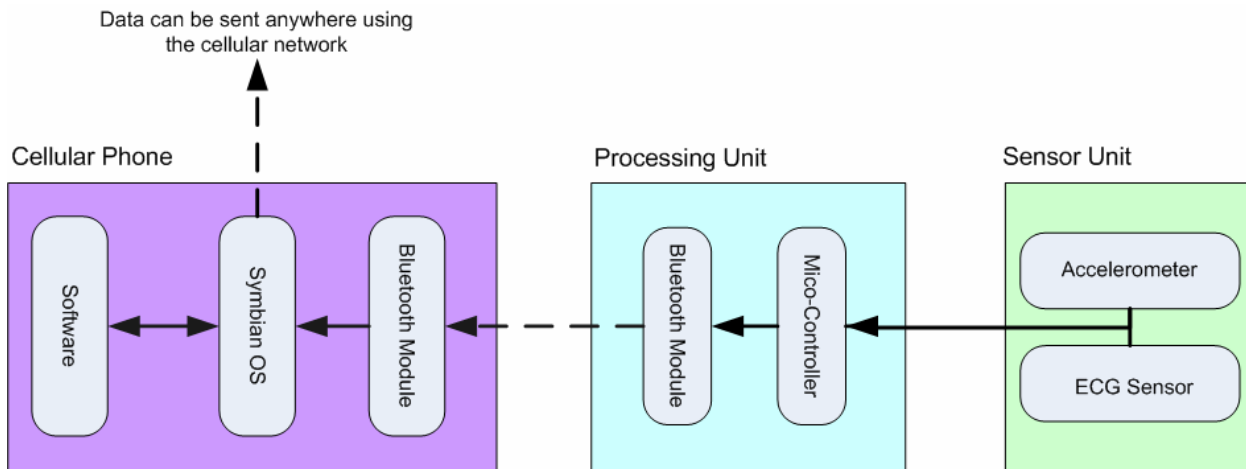 Data can be sent anywhere using
the cellular network
Cellular Phone
Processing Unit
Sensor Unit
Software
Symbian OS
Bluetooth Module
Bluetooth Module
Mico-Controller
Accelerometer
ECG Sensor